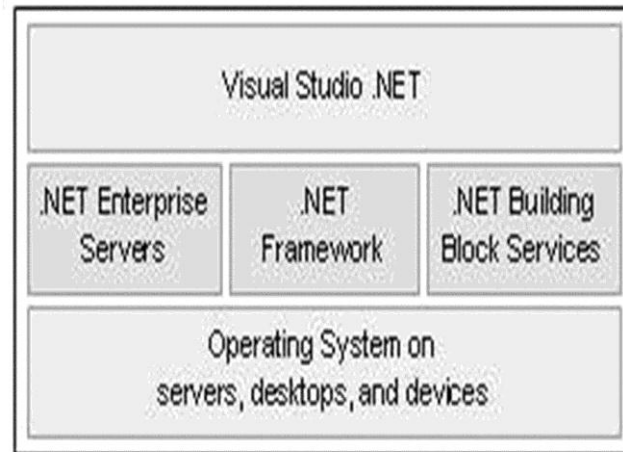 Visual Studio .NET
.NET Enterprise
Servers
.NET
Framework
.NET Building
Block Services
Operating System on
servers, desktops, and devices